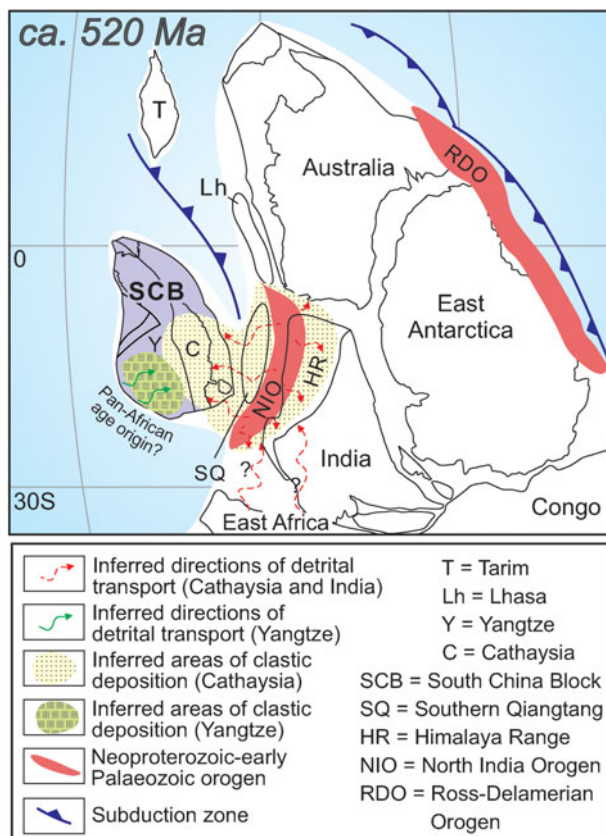 ca. 520 Ma
T
Lh
Australia
RDO
0
SCB
Y
C
East
Antarctica
HR
NIO
Pan-African
age origin?
SQ
?
?
India
30S
East Africa
Congo
Inferred directions of detrital
transport (Cathaysia and India)
Inferred directions of
detrital transport (Yangtze)
Inferred areas of clastic
deposition (Cathaysia)
Inferred areas of clastic
deposition (Yangtze)
Neoproterozoic-early
Palaeozoic orogen
Subduction zone
T = Tarim
Lh = Lhasa
Y = Yangtze
C = Cathaysia
SCB = South China Block
SQ = Southern Qiangtang
HR = Himalaya Range
NIO = North India Orogen
RDO = Ross-Delamerian
Orogen